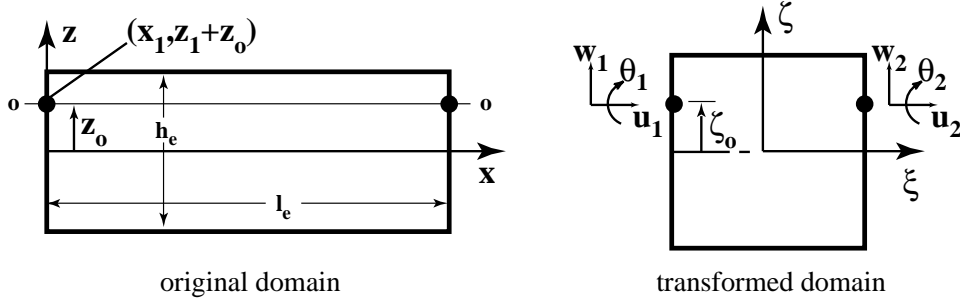 z
(x₁,z₁+zₒ)
o
o
zₒ
hₑ
x
lₑ
original domain
ζ
w₁
θ₁
u₁
ζₒ
w₂
θ₂
u₂
ξ
transformed domain